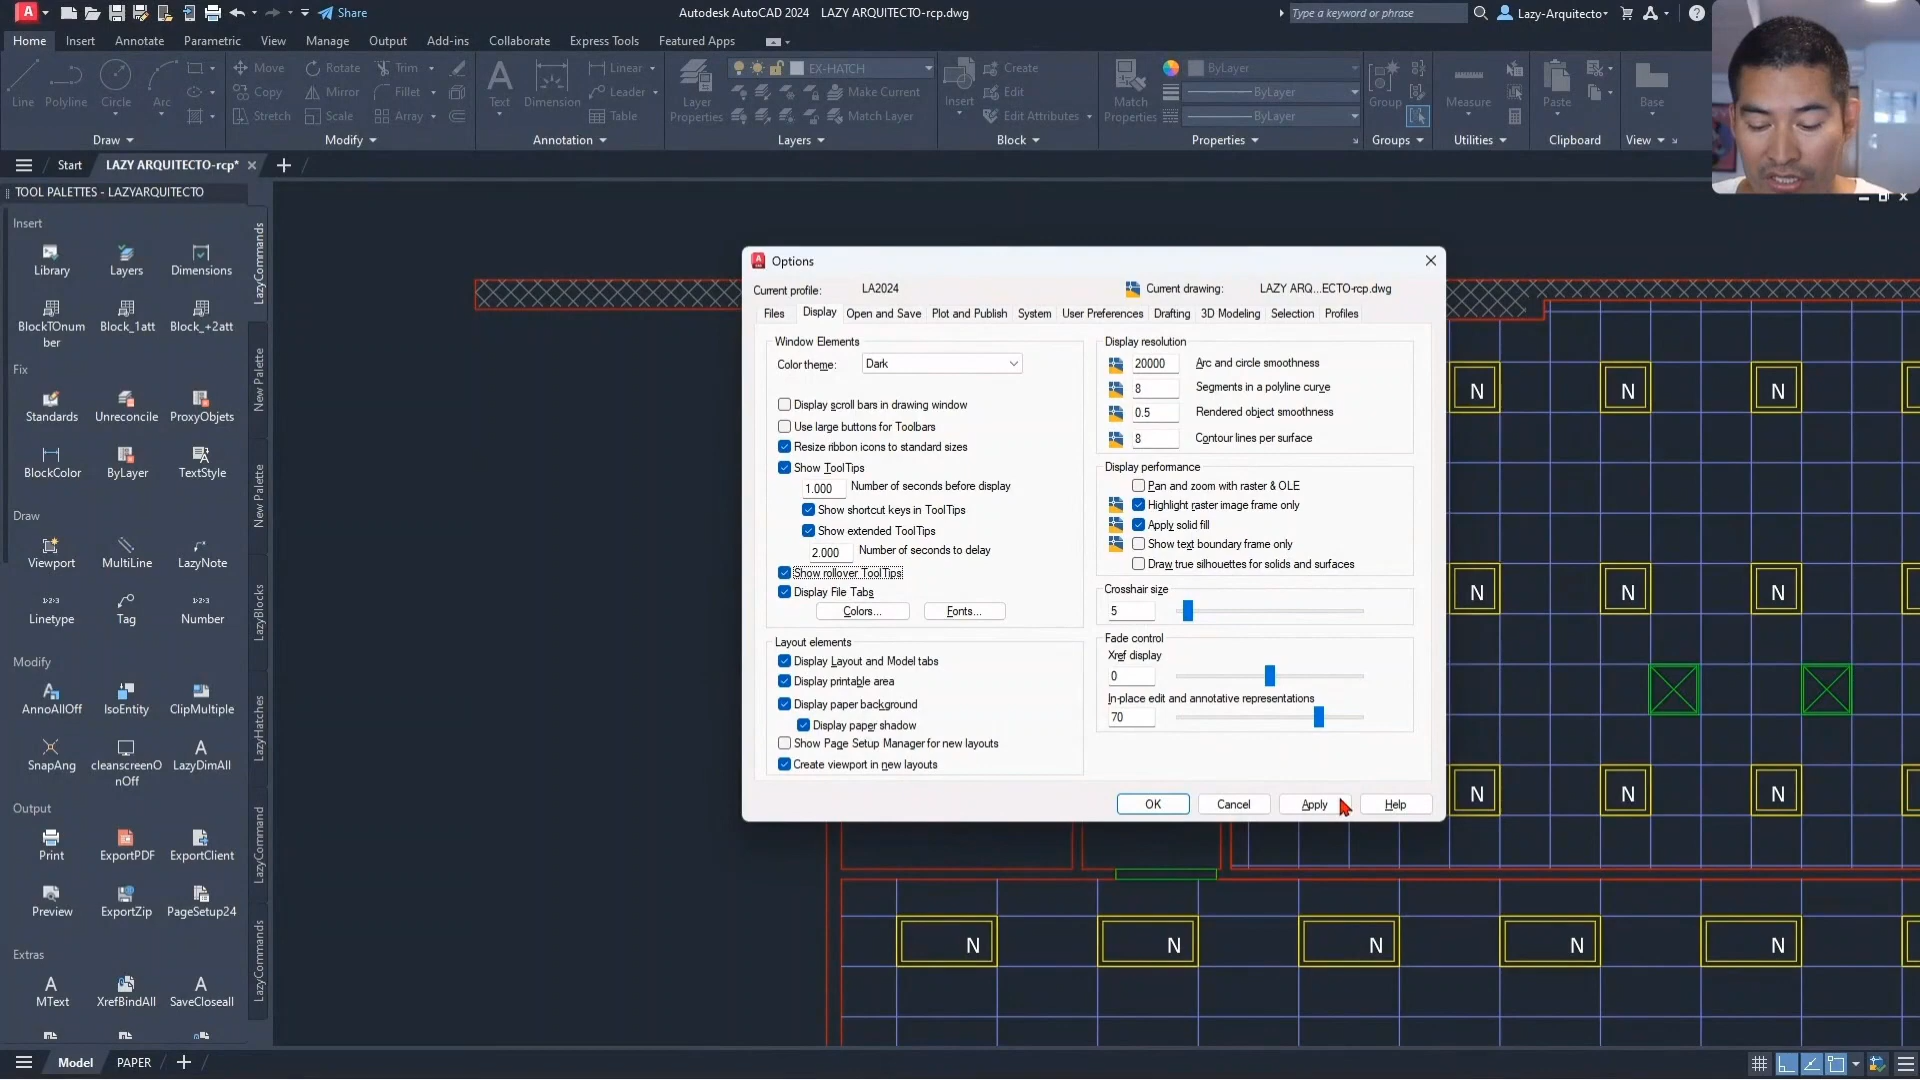 Share
Autodesk AutoCAD 2024 LAZY ARQUITECTO-rcp.dwg
Type a keyword or phrase
Lazy-Arquitecto
Home Insert Annotate Parametric View Manage Output Add-ins Collaborate Express Tools Featured Apps
Line Polyline Circle Arc
Draw
Move Rotate Trim
Copy Mirror Fillet
Stretch Scale Array
Modify
Text Dimension
Linear
Leader
Table
Annotation
Layer Properties
EX-HATCH
Make Current
Match Layer
Layers
Insert
Create
Edit
Edit Attributes
Block
Match Properties
ByLayer
ByLayer
ByLayer
Properties
Group
Groups
Measure
Utilities
Paste
Clipboard
Base
View
Start LAZY ARQUITECTO-rcp*
TOOL PALETTES - LAZYARQUITECTO
Insert
Library Layers Dimensions
BlockTOnum Block_1att Block_+2att
ber
Fix
Standards Unreconcile ProxyObjets
BlockColor ByLayer TextStyle
Draw
Viewport MultiLine LazyNote
Linetype Tag Number
Modify
AnnoAllOff IsoEntity ClipMultiple
SnapAng cleanscreenO LazyDimAll
nOff
Output
Print ExportPDF ExportClient
Preview ExportZip PageSetup24
Extras
MText XrefBindAll SaveCloseall
LazyCommands
New Palette
New Palette
LazyBlocks
LazyHatches
LazyCommand
LazyCommands
Options
Current profile: LA2024 Current drawing: LAZY ARQ...ECTO-rcp.dwg
Files Display Open and Save Plot and Publish System User Preferences Drafting 3D Modeling Selection Profiles
Window Elements
Color theme: Dark
Display scroll bars in drawing window
Use large buttons for Toolbars
Resize ribbon icons to standard sizes
Show ToolTips
1.000 Number of seconds before display
Show shortcut keys in ToolTips
Show extended ToolTips
2.000 Number of seconds to delay
Show rollover ToolTips
Display File Tabs
Colors... Fonts...
Layout elements
Display Layout and Model tabs
Display printable area
Display paper background
Display paper shadow
Show Page Setup Manager for new layouts
Create viewport in new layouts
Display resolution
20000 Arc and circle smoothness
8 Segments in a polyline curve
0.5 Rendered object smoothness
8 Contour lines per surface
Display performance
Pan and zoom with raster & OLE
Highlight raster image frame only
Apply solid fill
Show text boundary frame only
Draw true silhouettes for solids and surfaces
Crosshair size
5
Fade control
Xref display
0
In-place edit and annotative representations
70
OK Cancel Apply Help
N N N
N N N
N N N
N N N N N
Model PAPER